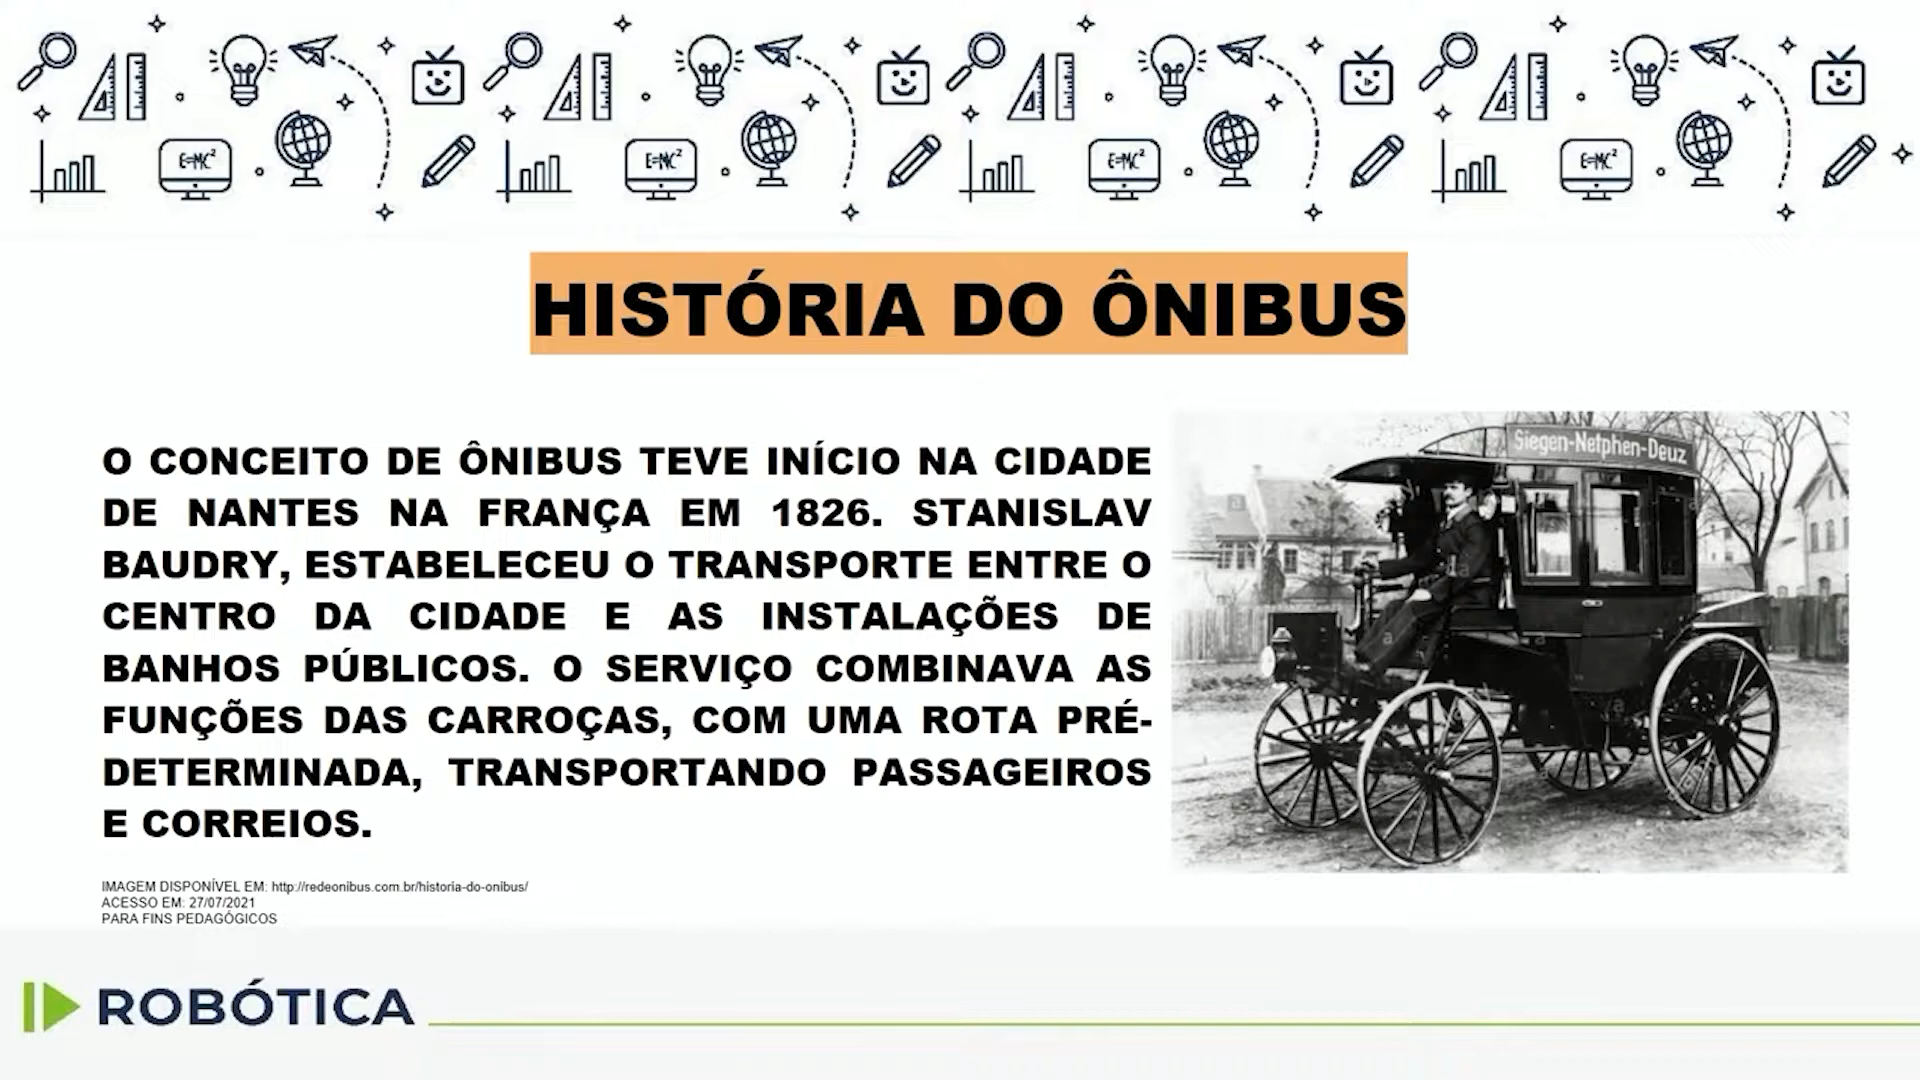 E=MC²
E=MC²
E=MC²
E=MC²
HISTÓRIA DO ÔNIBUS
O CONCEITO DE ÔNIBUS TEVE INÍCIO NA CIDADE
DE NANTES NA FRANÇA EM 1826. STANISLAV
BAUDRY, ESTABELECEU O TRANSPORTE ENTRE O
CENTRO DA CIDADE E AS INSTALAÇÕES DE
BANHOS PÚBLICOS. O SERVIÇO COMBINAVA AS
FUNÇÕES DAS CARROÇAS, COM UMA ROTA PRÉ-
DETERMINADA, TRANSPORTANDO PASSAGEIROS
E CORREIOS.
Siegen-Netphen-Deuz
IMAGEM DISPONÍVEL EM: http://redeonibus.com.br/historia-do-onibus/
ACESSO EM: 27/07/2021
PARA FINS PEDAGÓGICOS
ROBÓTICA